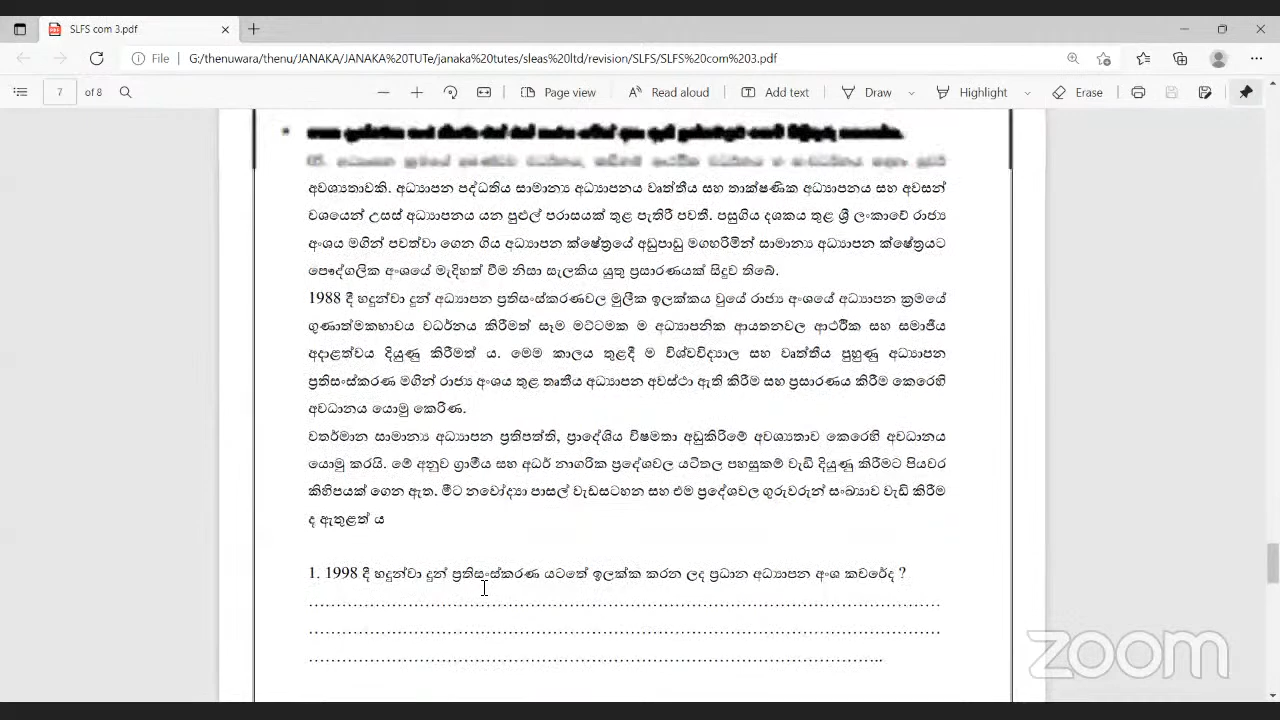 SLFS com 3.pdf
File G:/thenuwara/thenu/JANAKA/JANAKA%20TUTe/janaka%20tutes/sleas%20ltd/revision/SLFS/SLFS%20com%203.pdf
7 of 8 Page view Read aloud Add text Draw Highlight Erase
අවශ්‍යතාවකි. අධ්‍යාපන පද්ධතිය සාමාන්‍ය අධ්‍යාපනය වෘත්තීය සහ තාක්ෂණික අධ්‍යාපනය සහ අවසන්
වශයෙන් උසස් අධ්‍යාපනය යන පුළුල් පරාසයක් තුළ පැතිරී පවතී. පසුගිය දශකය තුළ ශ්‍රී ලංකාවේ රාජ්‍ය
අංශය මගින් පවත්වා ගෙන ගිය අධ්‍යාපන ක්ෂේත්‍රයේ අඩුපාඩු මගහරිමින් සාමාන්‍ය අධ්‍යාපන ක්ෂේත්‍රයට
පෞද්ගලික අංශයේ මැදිහත් වීම නිසා සැලකිය යුතු ප්‍රසාරණයක් සිදුව තිබේ.
1988 දී හදුන්වා දුන් අධ්‍යාපන ප්‍රතිසංස්කරණවල මූලික ඉලක්කය වුයේ රාජ්‍ය අංශයේ අධ්‍යාපන ක්‍රමයේ
ගුණාත්මකභාවය වර්ධනය කිරීමත් සෑම මට්ටමක ම අධ්‍යාපනික ආයතනවල ආර්ථික සහ සමාජීය
අදාළත්වය දියුණු කිරීමත් ය. මෙම කාලය තුළදී ම විශ්වවිද්‍යාල සහ වෘත්තීය පුහුණු අධ්‍යාපන
ප්‍රතිසංස්කරණ මගින් රාජ්‍ය අංශය තුළ තෘතීය අධ්‍යාපන අවස්ථා ඇති කිරීම සහ ප්‍රසාරණය කිරීම කෙරෙහි
අවධානය යොමු කෙරිණ.
වතර්මාන සාමාන්‍ය අධ්‍යාපන ප්‍රතිපත්ති, ප්‍රාදේශිය විෂමතා අඩුකිරිමේ අවශ්‍යතාව කෙරෙහි අවධානය
යොමු කරයි. මේ අනුව ග්‍රාමීය සහ අර්ධ නාගරික ප්‍රදේශවල යටිතල පහසුකම් වැඩි දියුණු කිරීමට පියවර
කිහිපයක් ගෙන ඇත. මීට නවෝද්‍යා පාසල් වැඩසටහන සහ එම ප්‍රදේශවල ගුරුවරුන් සංඛ්‍යාව වැඩි කිරීම
ද ඇතුළත් ය
1. 1998 දී හදුන්වා දුන් ප්‍රතිසංස්කරණ යටතේ ඉලක්ක කරන ලද ප්‍රධාන අධ්‍යාපන අංශ කවරේද ?
zoom